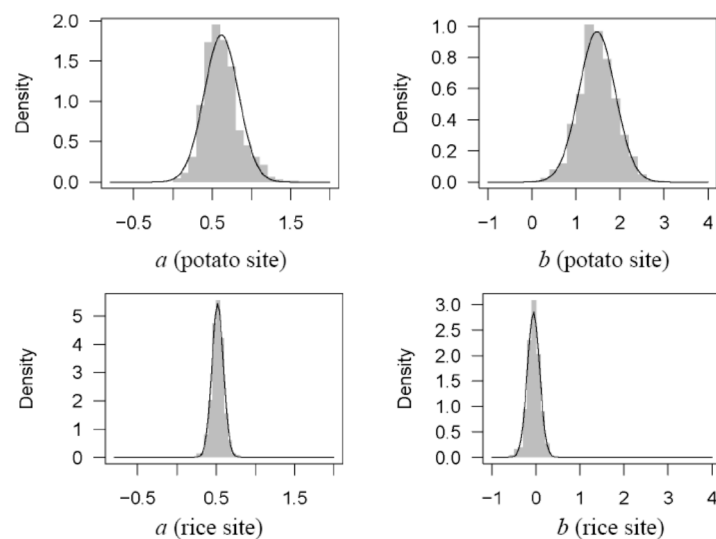 2.0
1.5
1.0
0.5
0.0
Density
−0.5 0.5 1.5
a (potato site)
1.0
0.8
0.6
0.4
0.2
0.0
Density
−1 0 1 2 3 4
b (potato site)
5
4
3
2
1
0
Density
−0.5 0.5 1.5
a (rice site)
3.0
2.5
2.0
1.5
1.0
0.5
0.0
Density
−1 0 1 2 3 4
b (rice site)